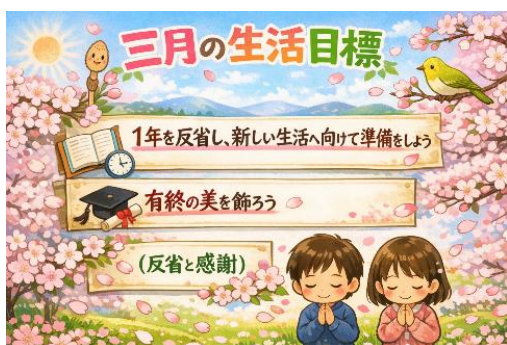 三月の生活目標
1年を反省し、新しい生活へ向けて準備をしよう
有終の美を飾ろう
(反省と感謝)